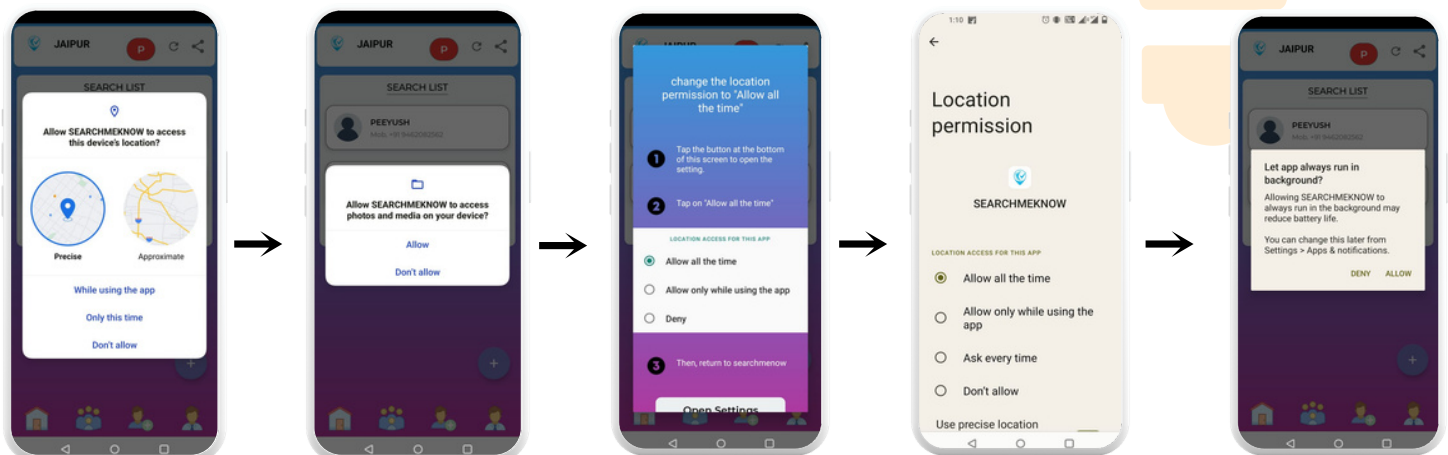 JAIPUR
P
SEARCH LIST
Allow SEARCHMEKNOW to access
this device's location?
Precise
Approximate
While using the app
Only this time
Don't allow
+
JAIPUR
P
SEARCH LIST
PEEYUSH
Mob. +91 9462082562
Allow SEARCHMEKNOW to access
photos and media on your device?
Allow
Don't allow
+
change the location
permission to "Allow all
the time"
1
Tap the button at the bottom
of this screen to open the
setting.
2
Tap on "Allow all the time"
LOCATION ACCESS FOR THIS APP
Allow all the time
Allow only while using the app
Deny
3
Then, return to searchmenow
Open Settings
1:10
Location
permission
SEARCHMEKNOW
LOCATION ACCESS FOR THIS APP
Allow all the time
Allow only while using the
app
Ask every time
Don't allow
Use precise location
JAIPUR
P
SEARCH LIST
PEEYUSH
Mob. +91 9462082562
Let app always run in
background?
Allowing SEARCHMEKNOW to
always run in the background may
reduce battery life.
You can change this later from
Settings > Apps & notifications.
DENY ALLOW
+